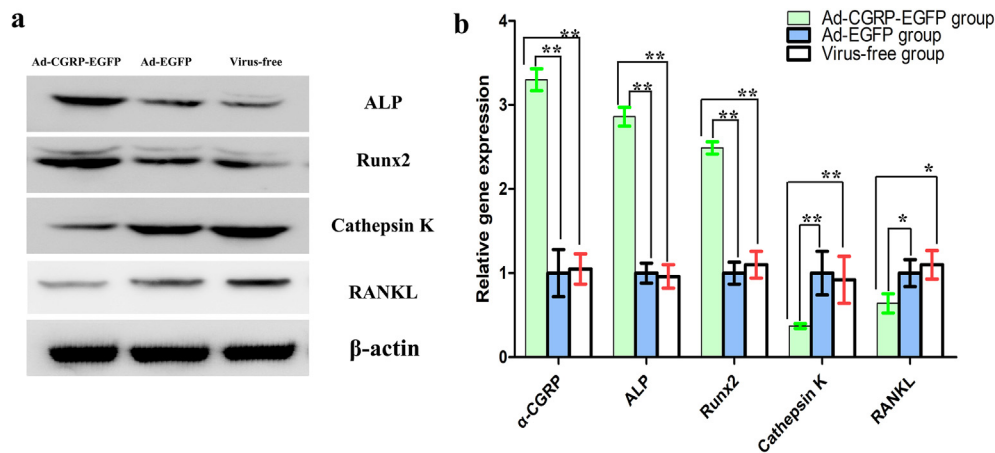 a
Ad-CGRP-EGFP Ad-EGFP Virus-free
ALP
Runx2
Cathepsin K
RANKL
β-actin
b
Ad-CGRP-EGFP group
Ad-EGFP group
Virus-free group
Relative gene expression
4
3
2
1
0
** ** ** ** ** ** ** ** * *
α-CGRP ALP Runx2 Cathepsin K RANKL